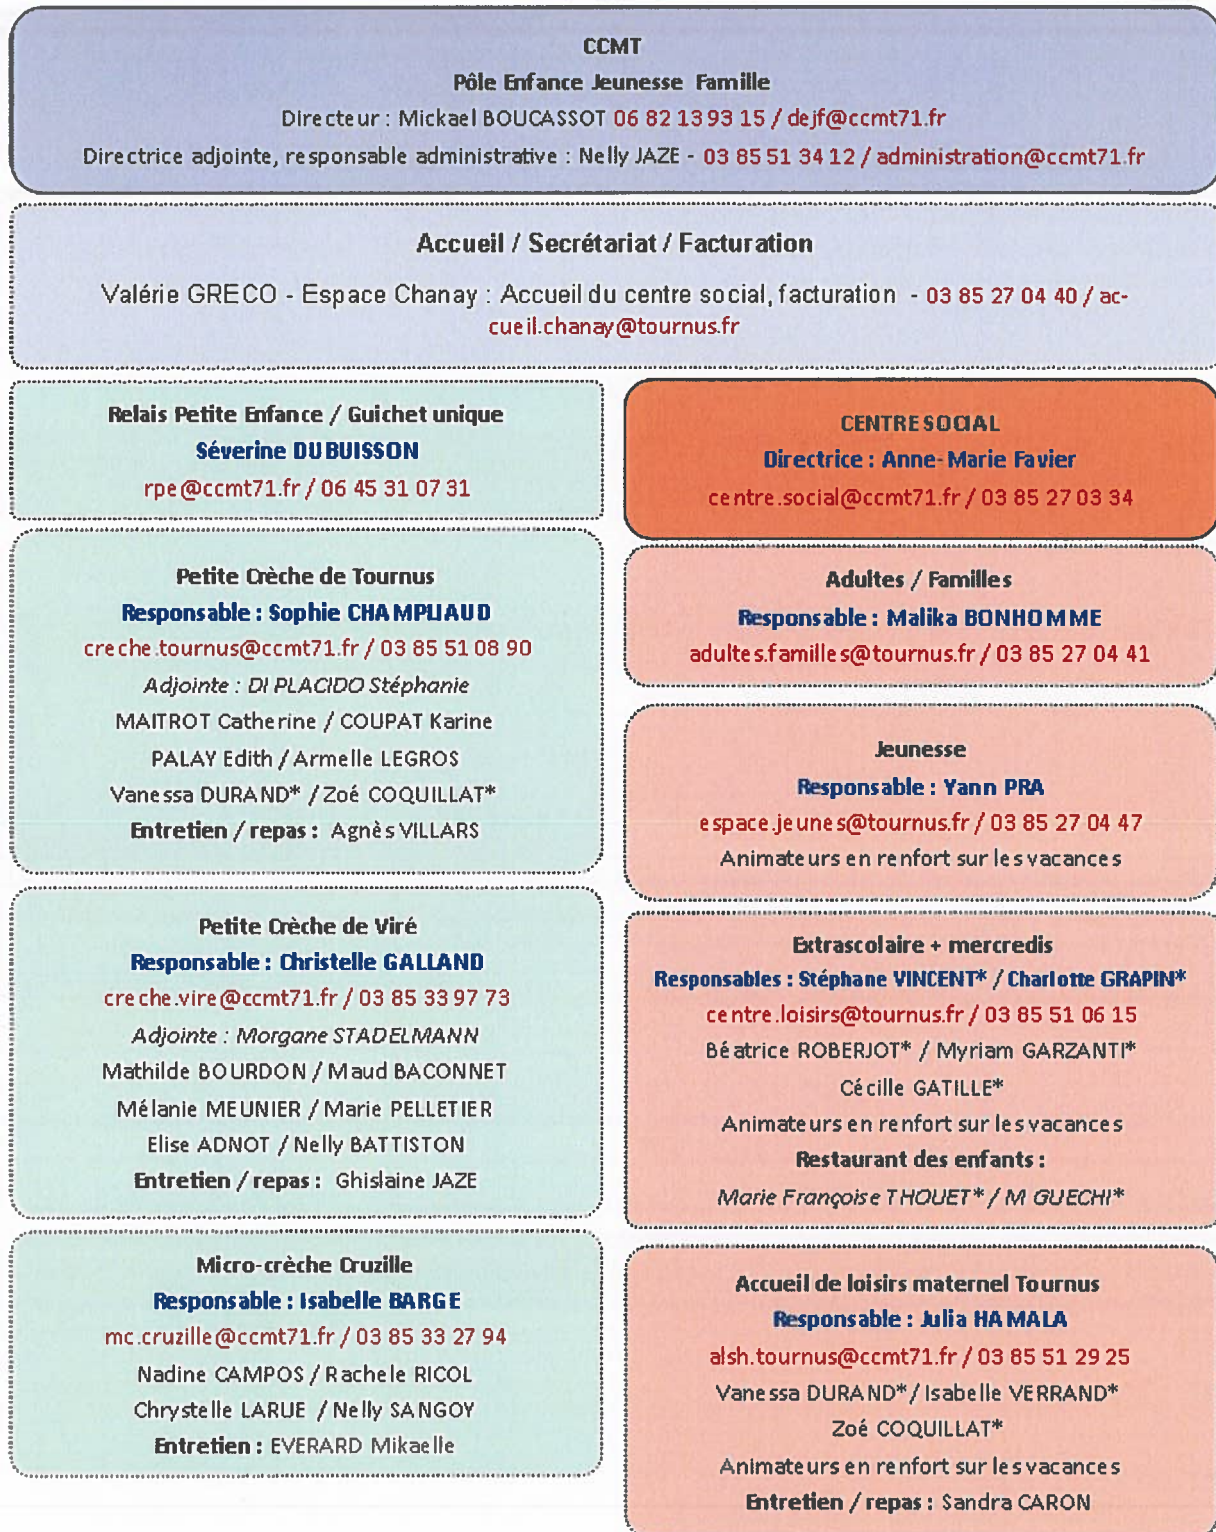 CCMT
Pôle Enfance Jeunesse Famille
Directeur : Mickael BOUCASSOT 06 82 13 93 15 / dejf@ccmt71.fr
Directrice adjointe, responsable administrative : Nelly JAZE - 03 85 51 34 12 / administration@ccmt71.fr
Accueil / Secrétariat / Facturation
Valérie GRECO - Espace Chanay : Accueil du centre social, facturation - 03 85 27 04 40 / ac-
cueil.chanay@tournus.fr
Relais Petite Enfance / Guichet unique
Séverine DUBUISSON
rpe@ccmt71.fr / 06 45 31 07 31
Petite Crèche de Tournus
Responsable : Sophie CHAMPLIAUD
creche.tournus@ccmt71.fr / 03 85 51 08 90
Adjointe : DI PLACIDO Stéphanie
MAITROT Catherine / COUPAT Karine
PALAY Edith / Armelle LEGROS
Vanessa DURAND* / Zoé COQUILLAT*
Entretien / repas : Agnès VILLARS
Petite Crèche de Viré
Responsable : Christelle GALLAND
creche.vire@ccmt71.fr / 03 85 33 97 73
Adjointe : Morgane STADELMANN
Mathilde BOURDON / Maud BACONNET
Mélanie MEUNIER / Marie PELLETIER
Elise ADNOT / Nelly BATTISTON
Entretien / repas : Ghislaine JAZE
Micro-crèche Cruzille
Responsable : Isabelle BARGE
mc.cruzille@ccmt71.fr / 03 85 33 27 94
Nadine CAMPOS / Rachele RICOL
Chrystelle LARUE / Nelly SANGOY
Entretien : EVERARD Mikaelle
CENTRE SOCIAL
Directrice : Anne-Marie Favier
centre.social@ccmt71.fr / 03 85 27 03 34
Adultes / Familles
Responsable : Malika BONHOMME
adultes.familles@tournus.fr / 03 85 27 04 41
Jeunesse
Responsable : Yann PRA
espace.jeunes@tournus.fr / 03 85 27 04 47
Animateurs en renfort sur les vacances
Extrascolaire + mercredis
Responsables : Stéphane VINCENT* / Charlotte GRAPIN*
centre.loisirs@tournus.fr / 03 85 51 06 15
Béatrice ROBERJOT* / Myriam GARZANTI*
Cécille GATILLE*
Animateurs en renfort sur les vacances
Restaurant des enfants :
Marie Françoise THOUET* / M GUECHI*
Accueil de loisirs maternel Tournus
Responsable : Julia HAMALA
alsh.tournus@ccmt71.fr / 03 85 51 29 25
Vanessa DURAND* / Isabelle VERRAND*
Zoé COQUILLAT*
Animateurs en renfort sur les vacances
Entretien / repas : Sandra CARON